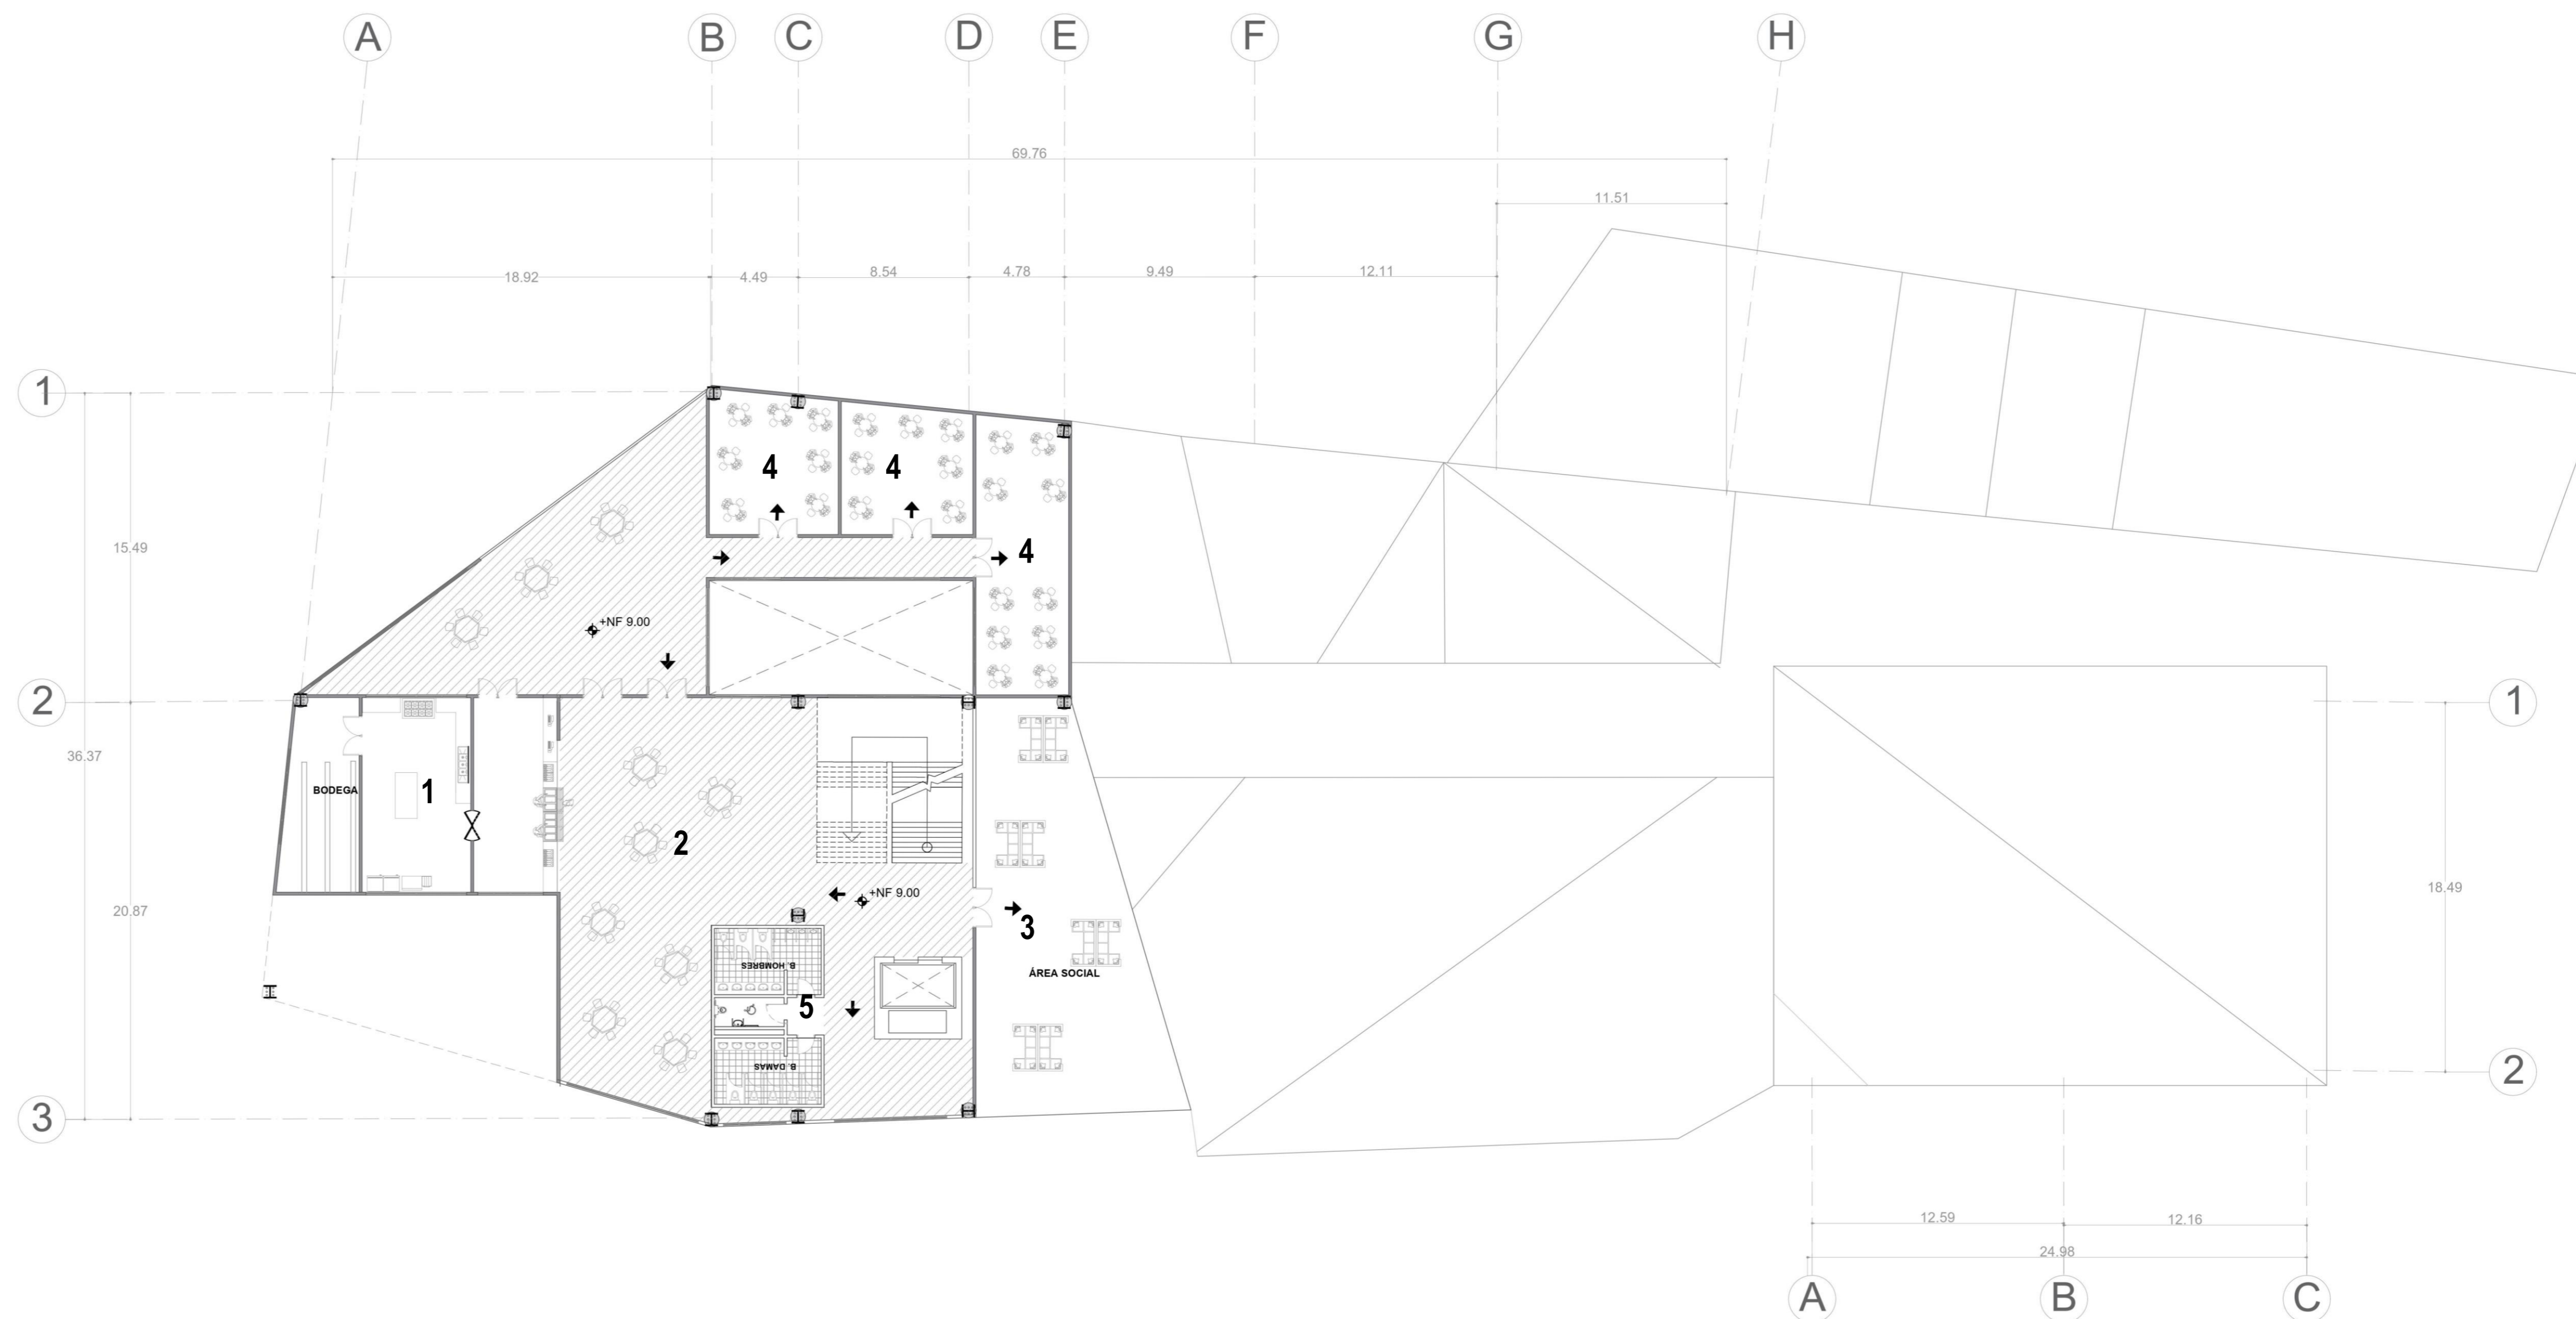 A B C D E F G H
69.76
11.51
18.92 4.49 8.54 4.78 9.49 12.11
1
4 4
15.49
4
+NF 9.00
2 1
36.37
BODEGA 1
2
18.49
+NF 9.00
20.87
3
B. HOMBRES
ÁREA SOCIAL
5
B. DAMAS
2
3
12.59 12.16
24.98
A B C